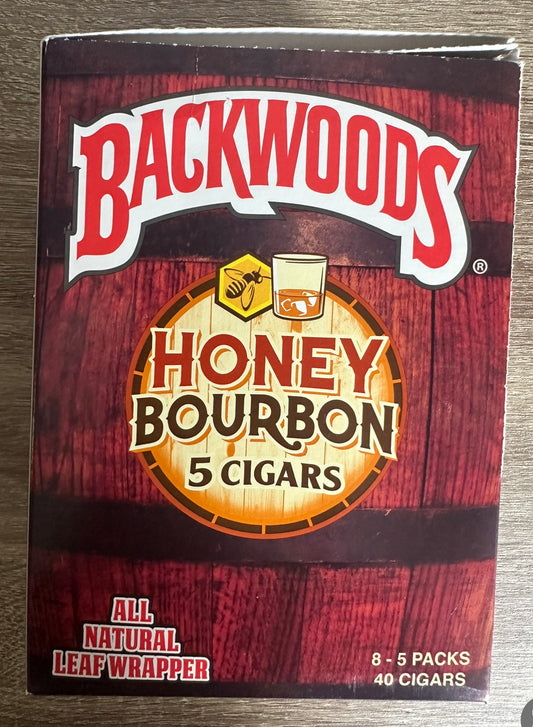 BACKWOODS®
HONEY
BOURBON
5 CIGARS
ALL
NATURAL
LEAF WRAPPER
8 - 5 PACKS
40 CIGARS